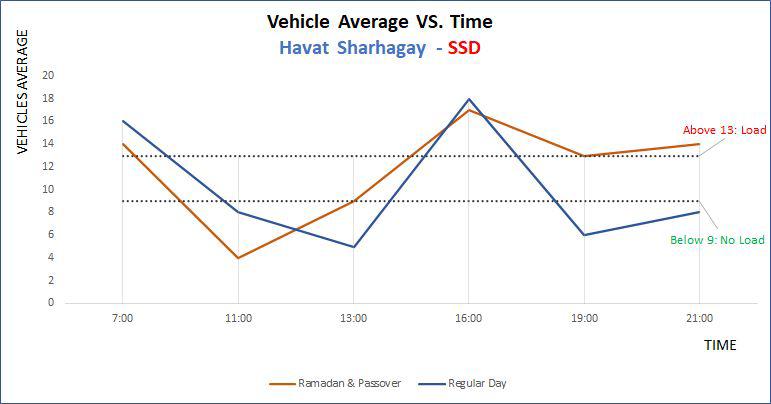 Vehicle Average VS. Time
Havat Sharhagay - SSD
VEHICLES AVERAGE
20
18
16
14
12
10
8
6
4
2
0
Above 13: Load
Below 9: No Load
7:00 11:00 13:00 16:00 19:00 21:00
TIME
Ramadan & Passover Regular Day